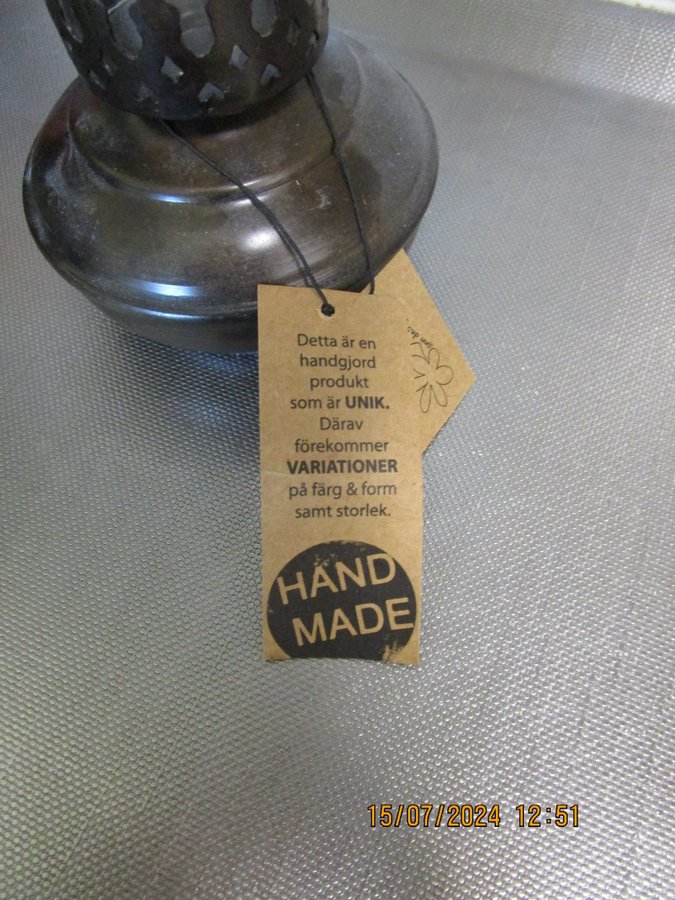 Detta är en
handgjord
produkt
som är UNIK.
Därav
förekommer
VARIATIONER
på färg & form
samt storlek.
HAND
MADE
15/07/2024 12:51